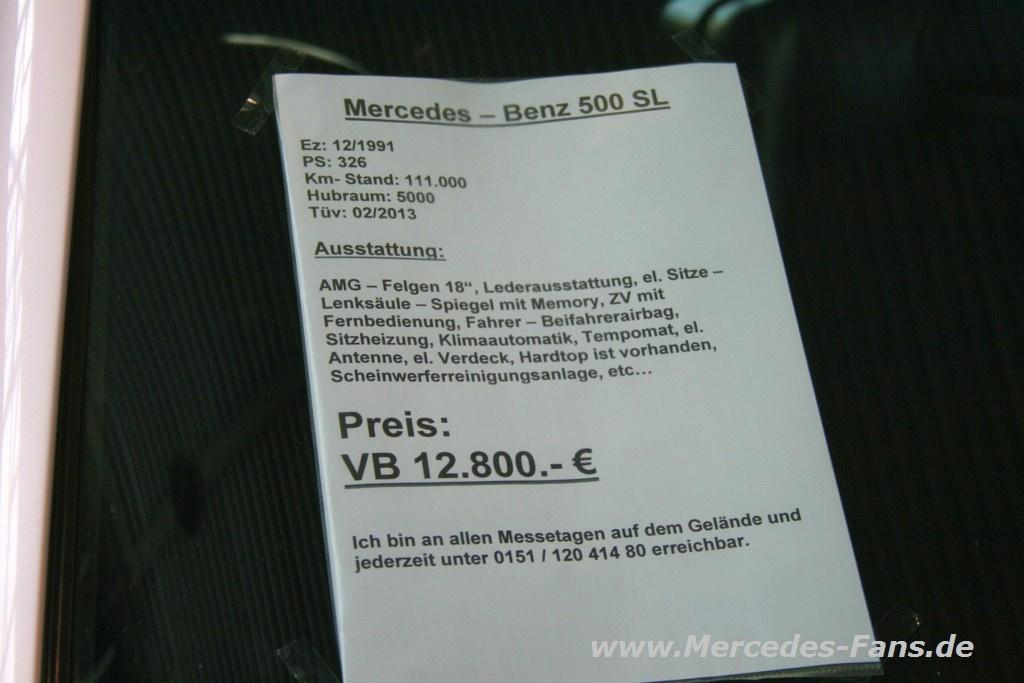 Mercedes – Benz 500 SL
Ez: 12/1991
PS: 326
Km- Stand: 111.000
Hubraum: 5000
Tüv: 02/2013
Ausstattung:
AMG – Felgen 18“, Lederausstattung, el. Sitze –
Lenksäule – Spiegel mit Memory, ZV mit
Fernbedienung, Fahrer – Beifahrerairbag,
Sitzheizung, Klimaautomatik, Tempomat, el.
Antenne, el. Verdeck, Hardtop ist vorhanden,
Scheinwerferreinigungsanlage, etc...
Preis:
VB 12.800.- €
Ich bin an allen Messetagen auf dem Gelände und
jederzeit unter 0151 / 120 414 80 erreichbar.
www.Mercedes-Fans.de